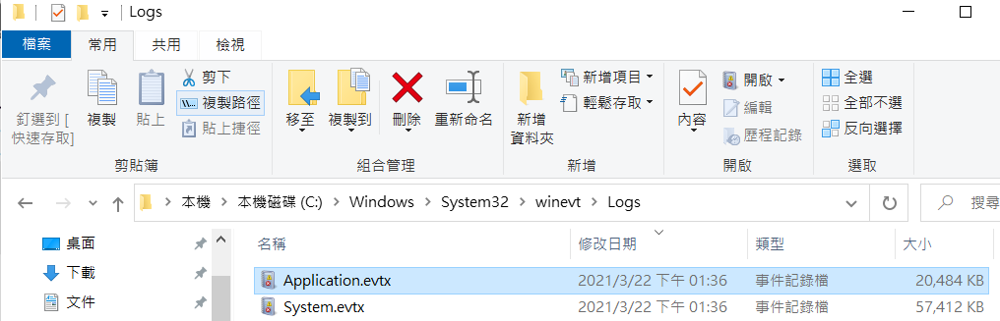 Logs
檔案 常用 共用 檢視
釘選到 [快速存取]
複製
貼上
剪下
複製路徑
貼上捷徑
剪貼簿
移至
複製到
刪除
重新命名
組合管理
新增資料夾
新增項目
輕鬆存取
新增
內容
開啟
編輯
歷程記錄
開啟
全選
全部不選
反向選擇
選取
本機 本機磁碟 (C:) Windows System32 winevt Logs
搜尋
桌面
下載
文件
名稱 修改日期 類型 大小
Application.evtx 2021/3/22 下午 01:36 事件記錄檔 20,484 KB
System.evtx 2021/3/22 下午 01:36 事件記錄檔 57,412 KB